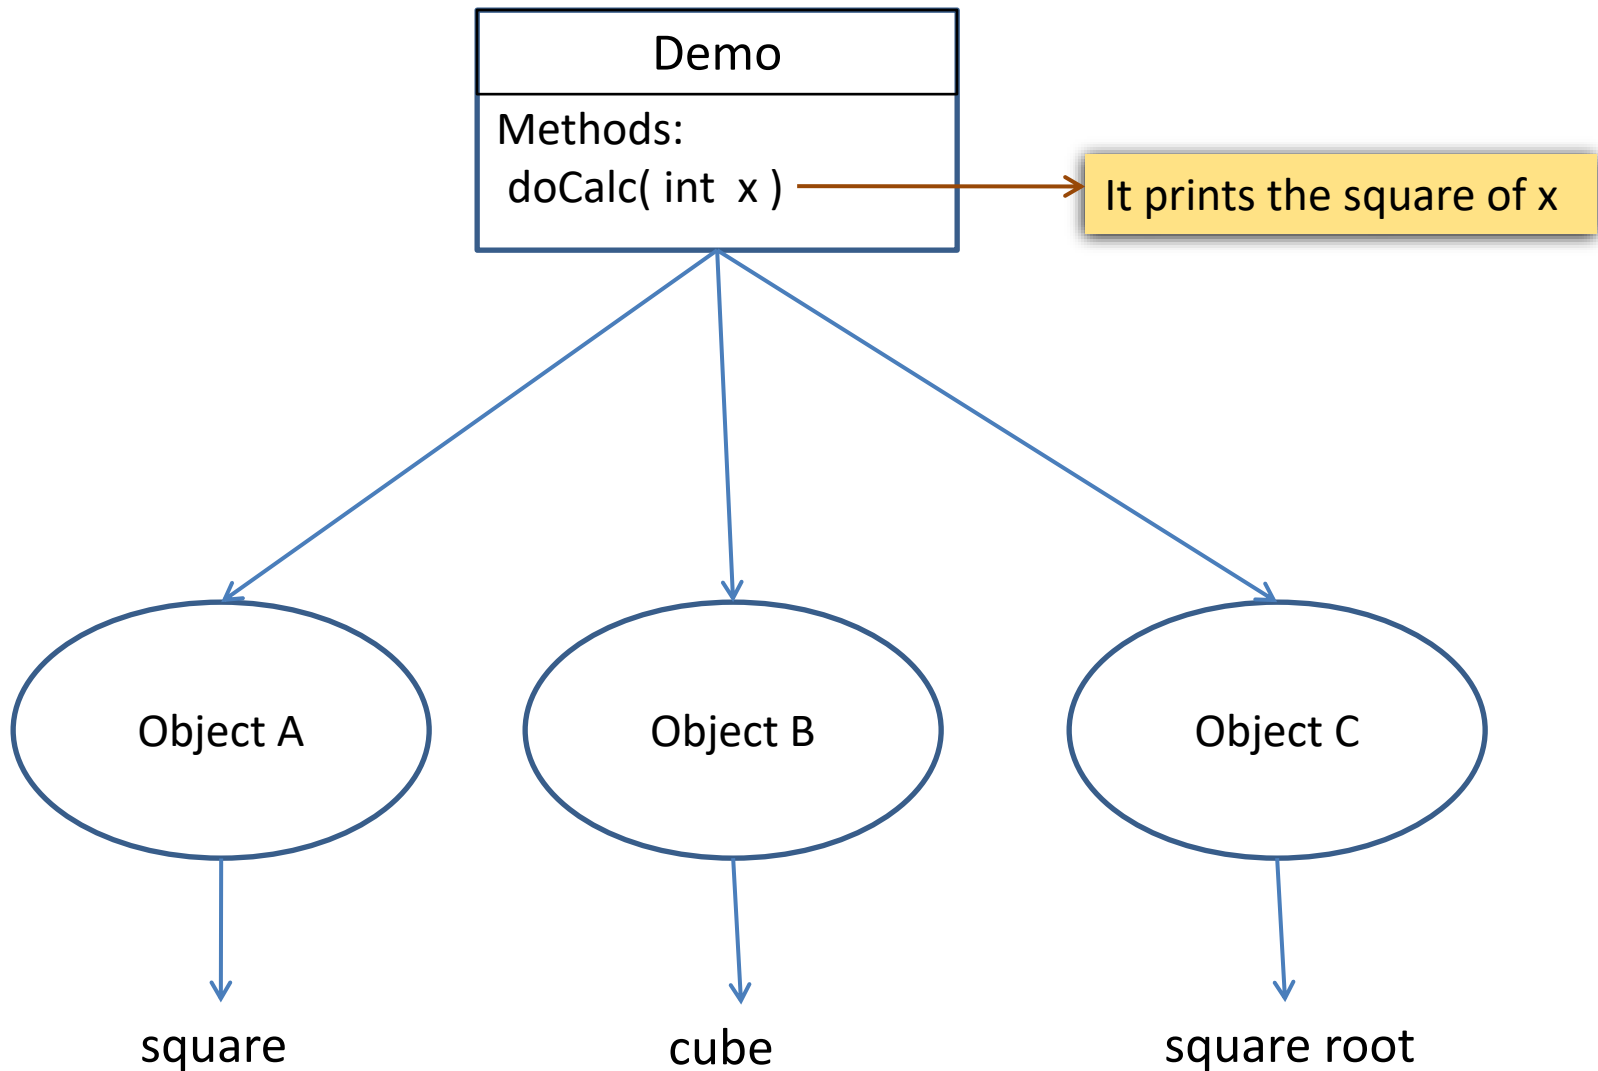 Demo
Methods:
doCalc( int x )
It prints the square of x
Object A
Object B
Object C
square
cube
square root